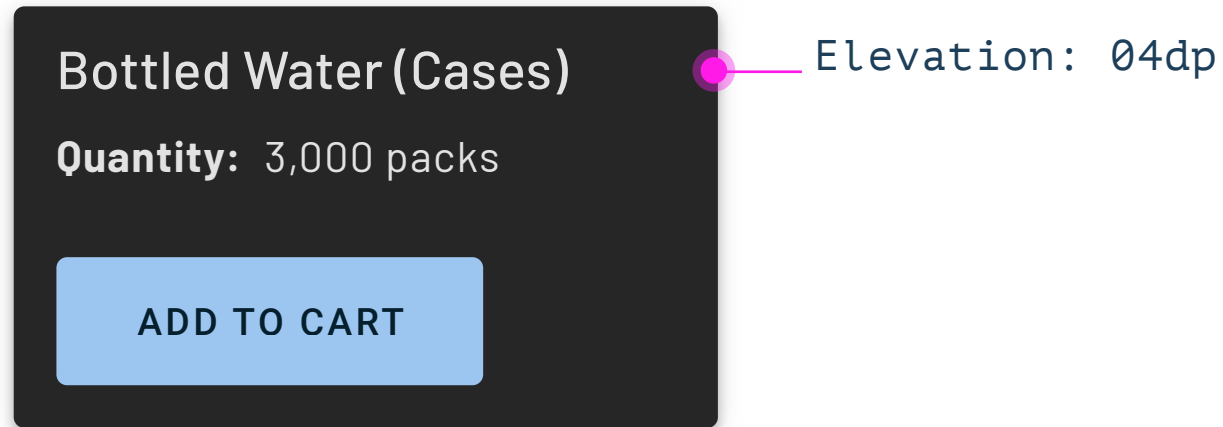 Bottled Water (Cases)
Elevation: 04dp
Quantity: 3,000 packs
ADD TO CART